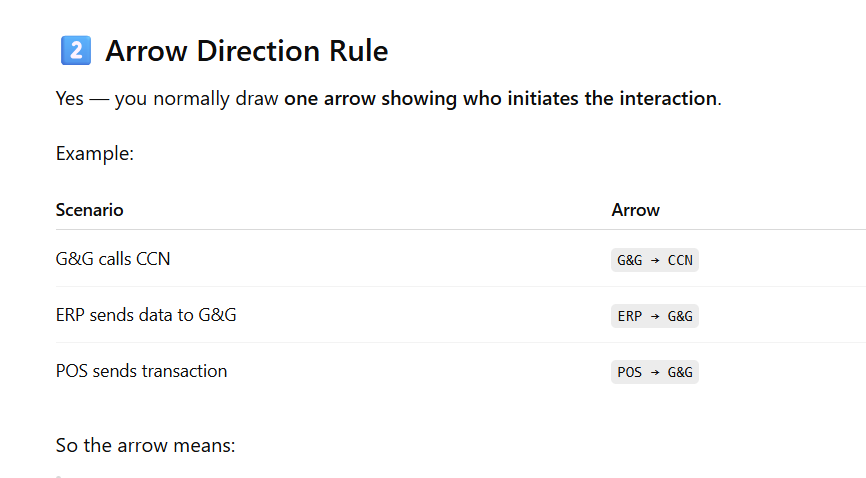 2 Arrow Direction Rule
Yes — you normally draw one arrow showing who initiates the interaction.
Example:
Scenario Arrow
G&G calls CCN G&G → CCN
ERP sends data to G&G ERP → G&G
POS sends transaction POS → G&G
So the arrow means: